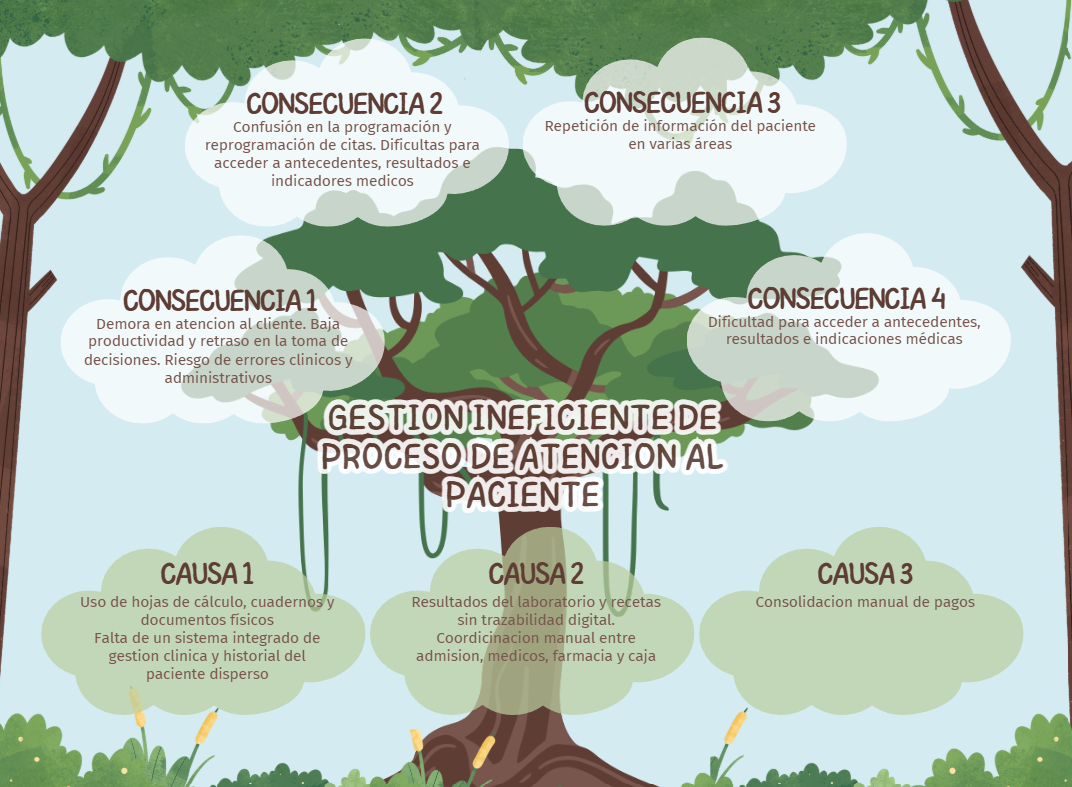 CONSECUENCIA 2
Confusión en la programación y
reprogramación de citas. Dificultas para
acceder a antecedentes, resultados e
indicadores medicos
CONSECUENCIA 3
Repetición de información del paciente
en varias áreas
CONSECUENCIA 1
Demora en atencion al cliente. Baja
productividad y retraso en la toma de
decisiones. Riesgo de errores clinicos y
administrativos
CONSECUENCIA 4
Dificultad para acceder a antecedentes,
resultados e indicaciones médicas
GESTION INEFICIENTE DE
PROCESO DE ATENCION AL
PACIENTE
CAUSA 1
Uso de hojas de cálculo, cuadernos y
documentos físicos
Falta de un sistema integrado de
gestion clinica y historial del
paciente disperso
CAUSA 2
Resultados del laboratorio y recetas
sin trazabilidad digital.
Coordicinacion manual entre
admision, medicos, farmacia y caja
CAUSA 3
Consolidacion manual de pagos